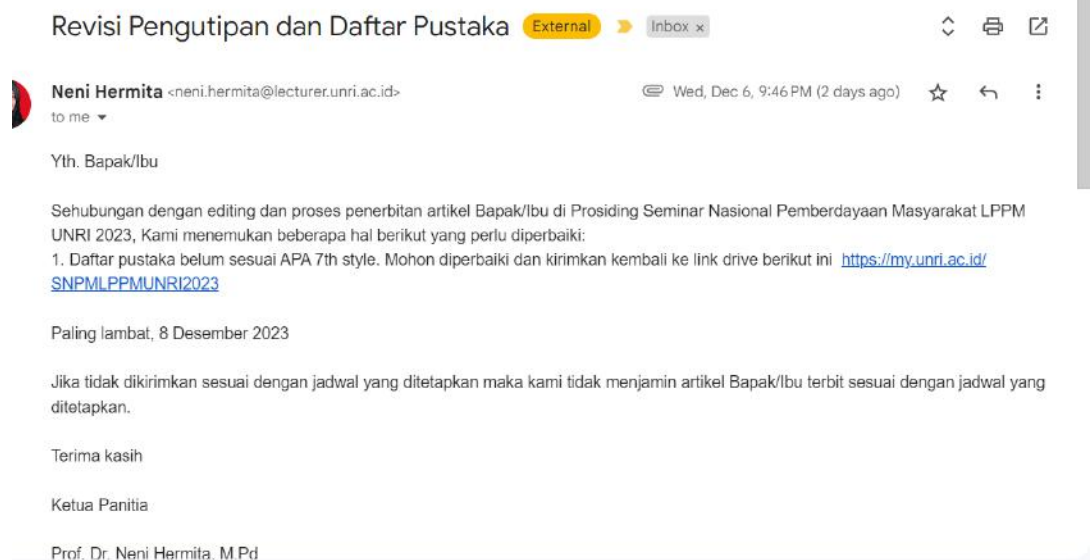 Revisi Pengutipan dan Daftar Pustaka External Inbox x
Neni Hermita <neni.hermita@lecturer.unri.ac.id> Wed, Dec 6, 9:46 PM (2 days ago)
to me
Yth. Bapak/Ibu
Sehubungan dengan editing dan proses penerbitan artikel Bapak/Ibu di Prosiding Seminar Nasional Pemberdayaan Masyarakat LPPM
UNRI 2023, Kami menemukan beberapa hal berikut yang perlu diperbaiki:
1. Daftar pustaka belum sesuai APA 7th style. Mohon diperbaiki dan kirimkan kembali ke link drive berikut ini https://my.unri.ac.id/
SNPMLPPMUNRI2023
Paling lambat, 8 Desember 2023
Jika tidak dikirimkan sesuai dengan jadwal yang ditetapkan maka kami tidak menjamin artikel Bapak/Ibu terbit sesuai dengan jadwal yang
ditetapkan.
Terima kasih
Ketua Panitia
Prof. Dr. Neni Hermita, M.Pd